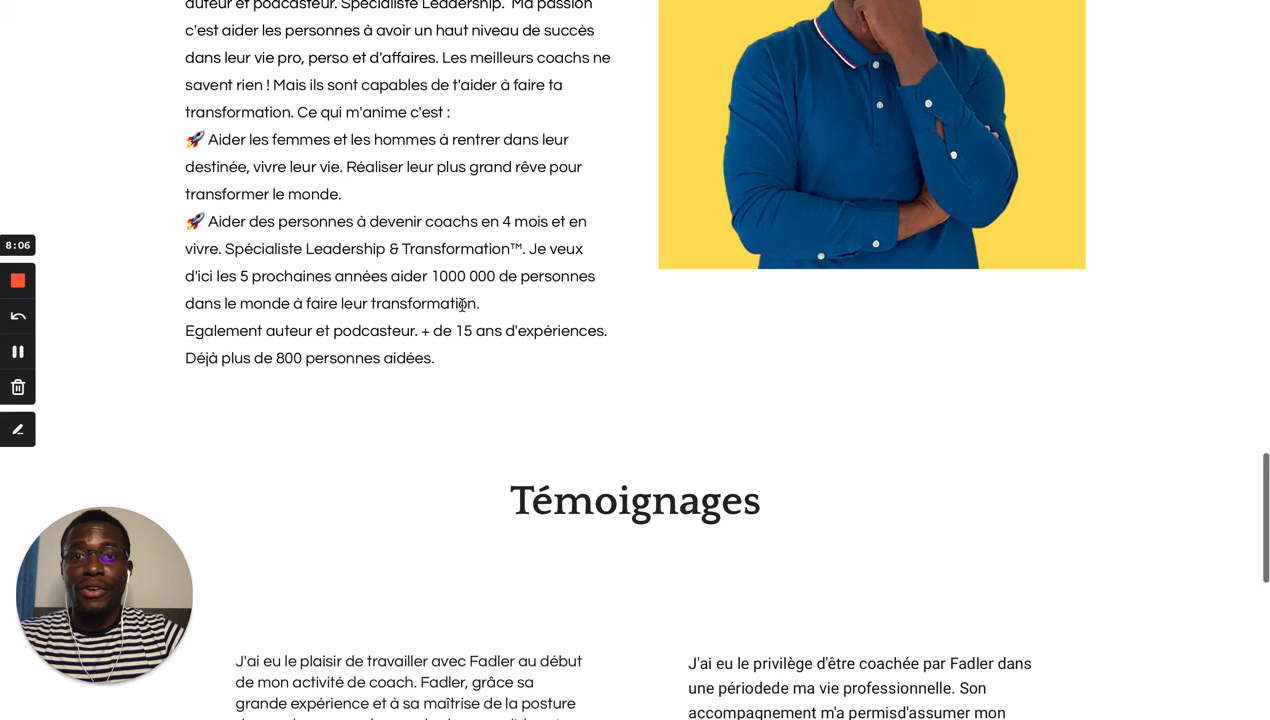 auteur et podcasteur. Spécialiste Leadership. Ma passion
c'est aider les personnes à avoir un haut niveau de succès
dans leur vie pro, perso et d'affaires. Les meilleurs coachs ne
savent rien ! Mais ils sont capables de t'aider à faire ta
transformation. Ce qui m'anime c'est :
🚀 Aider les femmes et les hommes à rentrer dans leur
destinée, vivre leur vie. Réaliser leur plus grand rêve pour
transformer le monde.
🚀 Aider des personnes à devenir coachs en 4 mois et en
vivre. Spécialiste Leadership & Transformation™. Je veux
d'ici les 5 prochaines années aider 1000 000 de personnes
dans le monde à faire leur transformation.
Egalement auteur et podcasteur. + de 15 ans d'expériences.
Déjà plus de 800 personnes aidées.
8:06
Témoignages
J'ai eu le plaisir de travailler avec Fadler au début
de mon activité de coach. Fadler, grâce sa
grande expérience et à sa maîtrise de la posture
J'ai eu le privilège d'être coachée par Fadler dans
une périodede ma vie professionnelle. Son
accompagnement m'a permisd'assumer mon